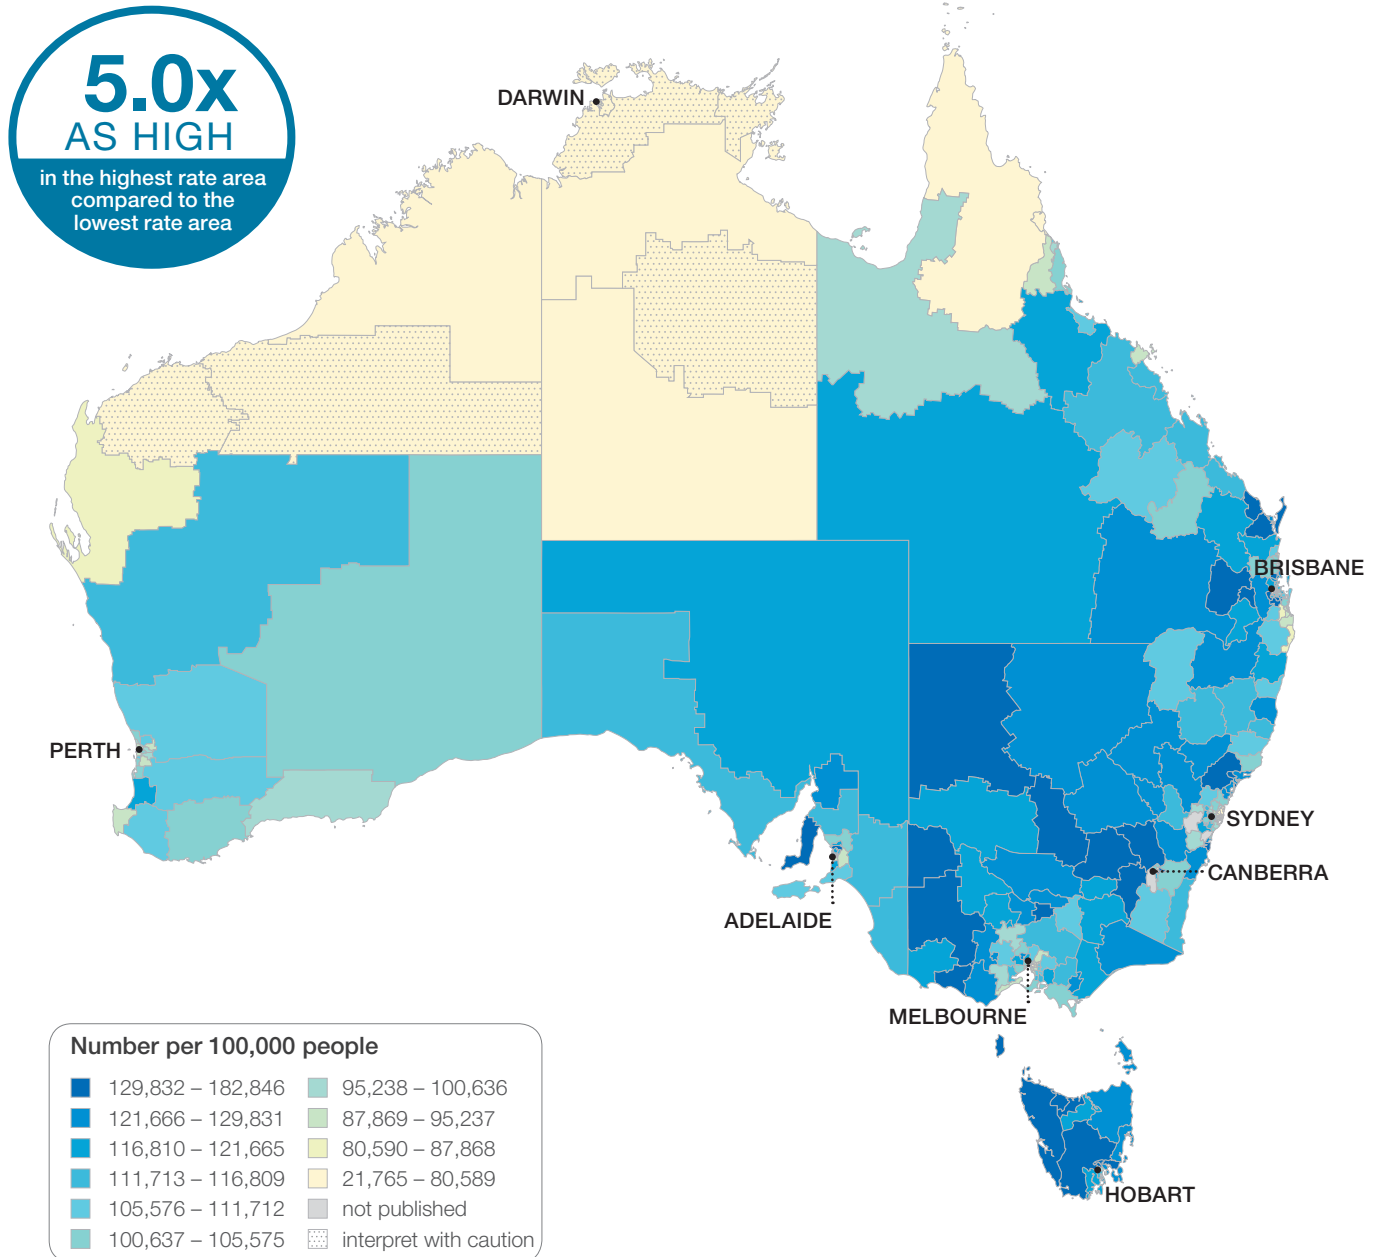 5.0x
AS HIGH
in the highest rate area
compared to the
lowest rate area
DARWIN
BRISBANE
PERTH
SYDNEY
CANBERRA
ADELAIDE
MELBOURNE
HOBART
Number per 100,000 people
129,832 – 182,846
121,666 – 129,831
116,810 – 121,665
111,713 – 116,809
105,576 – 111,712
100,637 – 105,575
95,238 – 100,636
87,869 – 95,237
80,590 – 87,868
21,765 – 80,589
not published
interpret with caution